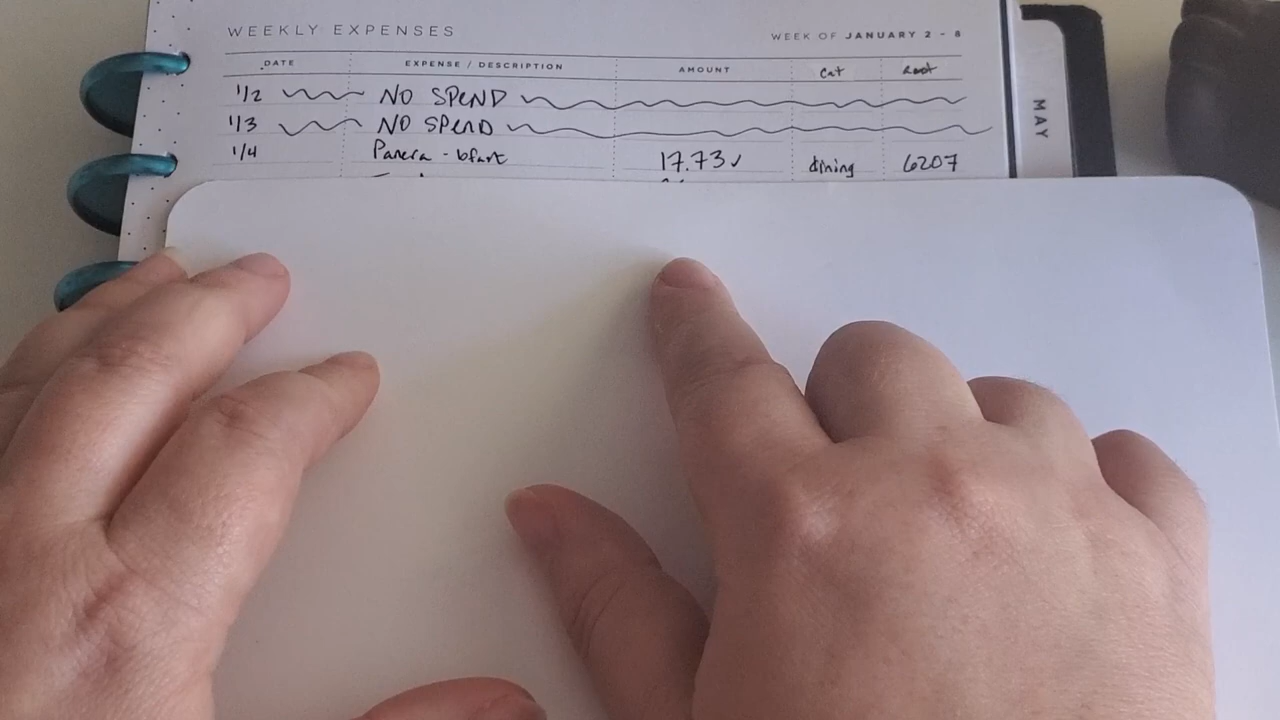 WEEKLY EXPENSES WEEK OF JANUARY 2 - 8
DATE EXPENSE / DESCRIPTION AMOUNT cat acct
1/2 NO SPEND
1/3 NO SPEND
1/4 Panera - bfast 17.73 ✓ dining 6207
MAY